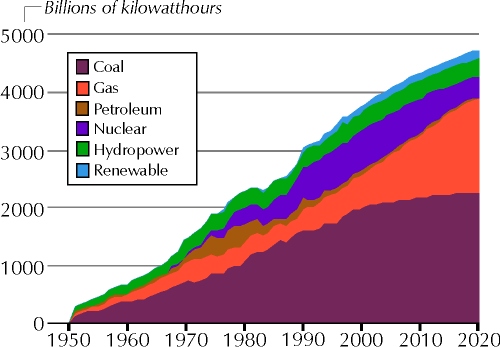 Billions of kilowatthours
5000
4000
3000
2000
1000
0
Coal
Gas
Petroleum
Nuclear
Hydropower
Renewable
1950 1960 1970 1980 1990 2000 2010 2020